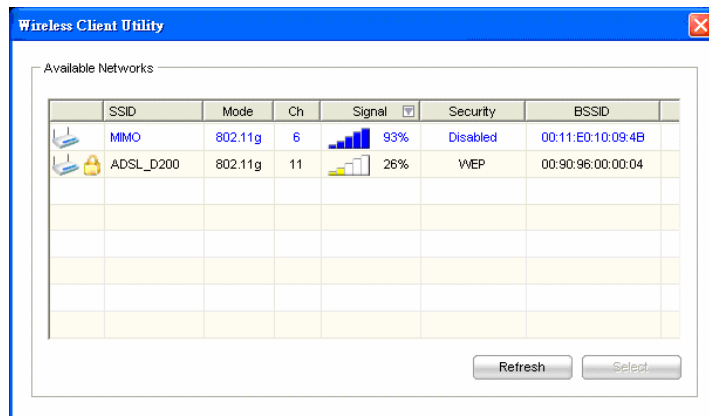 Wireless Client Utility
Available Networks
SSID Mode Ch Signal Security BSSID
MIMO 802.11g 6 93% Disabled 00:11:E0:10:09:4B
ADSL_D200 802.11g 11 26% WEP 00:90:96:00:00:04
Refresh Select